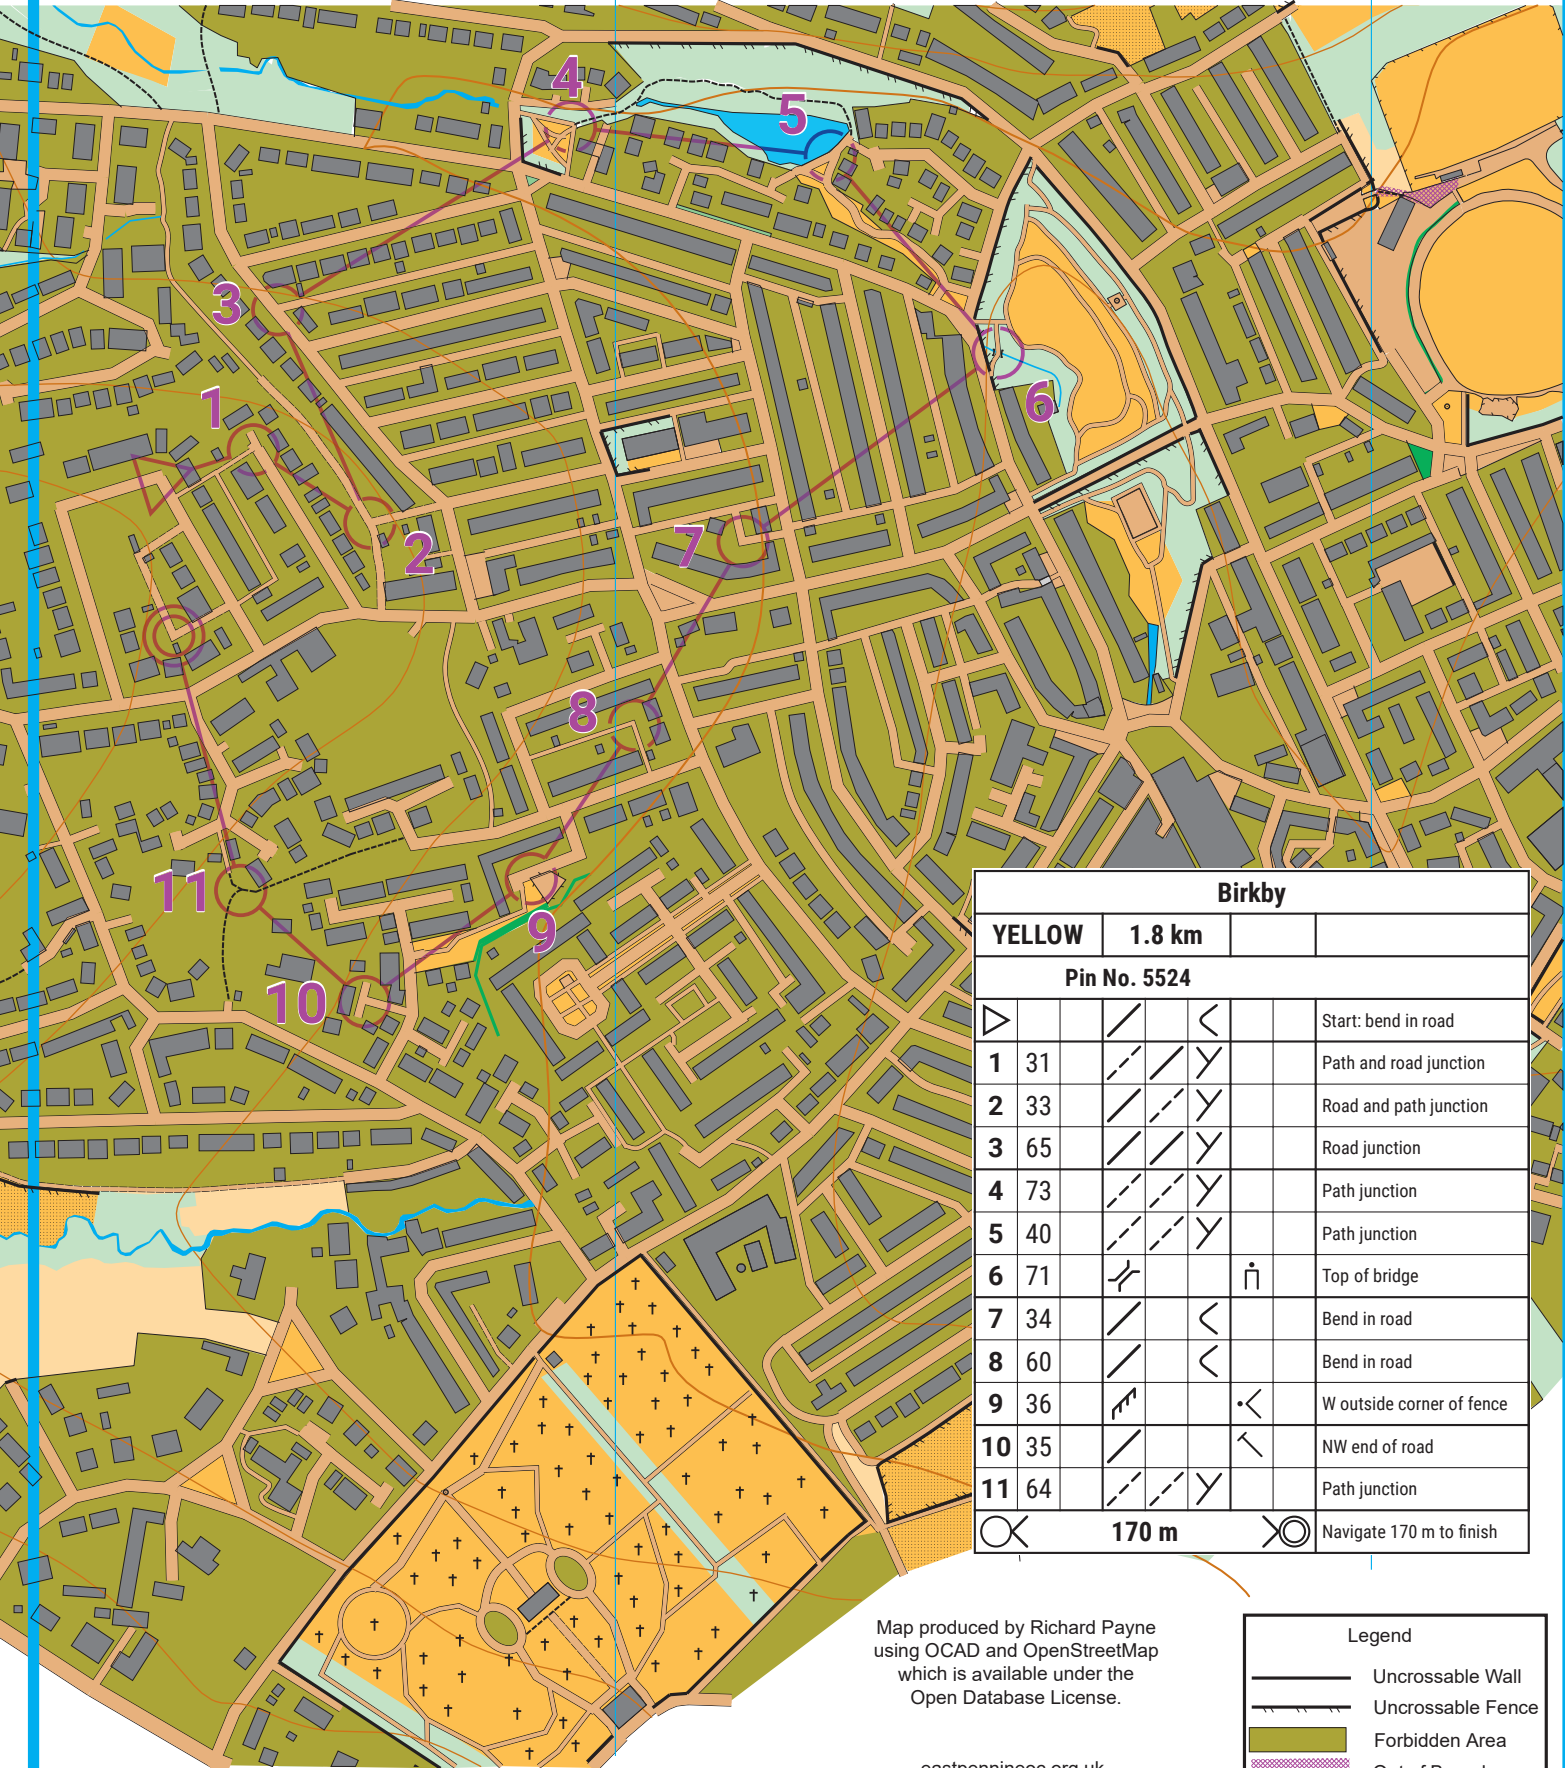 4
5
3
1
6
2
7
8
11
9
10
Birkby
YELLOW 1.8 km
Pin No. 5524
Start: bend in road
1 31 Path and road junction
2 33 Road and path junction
3 65 Road junction
4 73 Path junction
5 40 Path junction
6 71 Top of bridge
7 34 Bend in road
8 60 Bend in road
9 36 W outside corner of fence
10 35 NW end of road
11 64 Path junction
170 m Navigate 170 m to finish
Map produced by Richard Payne
using OCAD and OpenStreetMap
which is available under the
Open Database License.
Legend
Uncrossable Wall
Uncrossable Fence
Forbidden Area